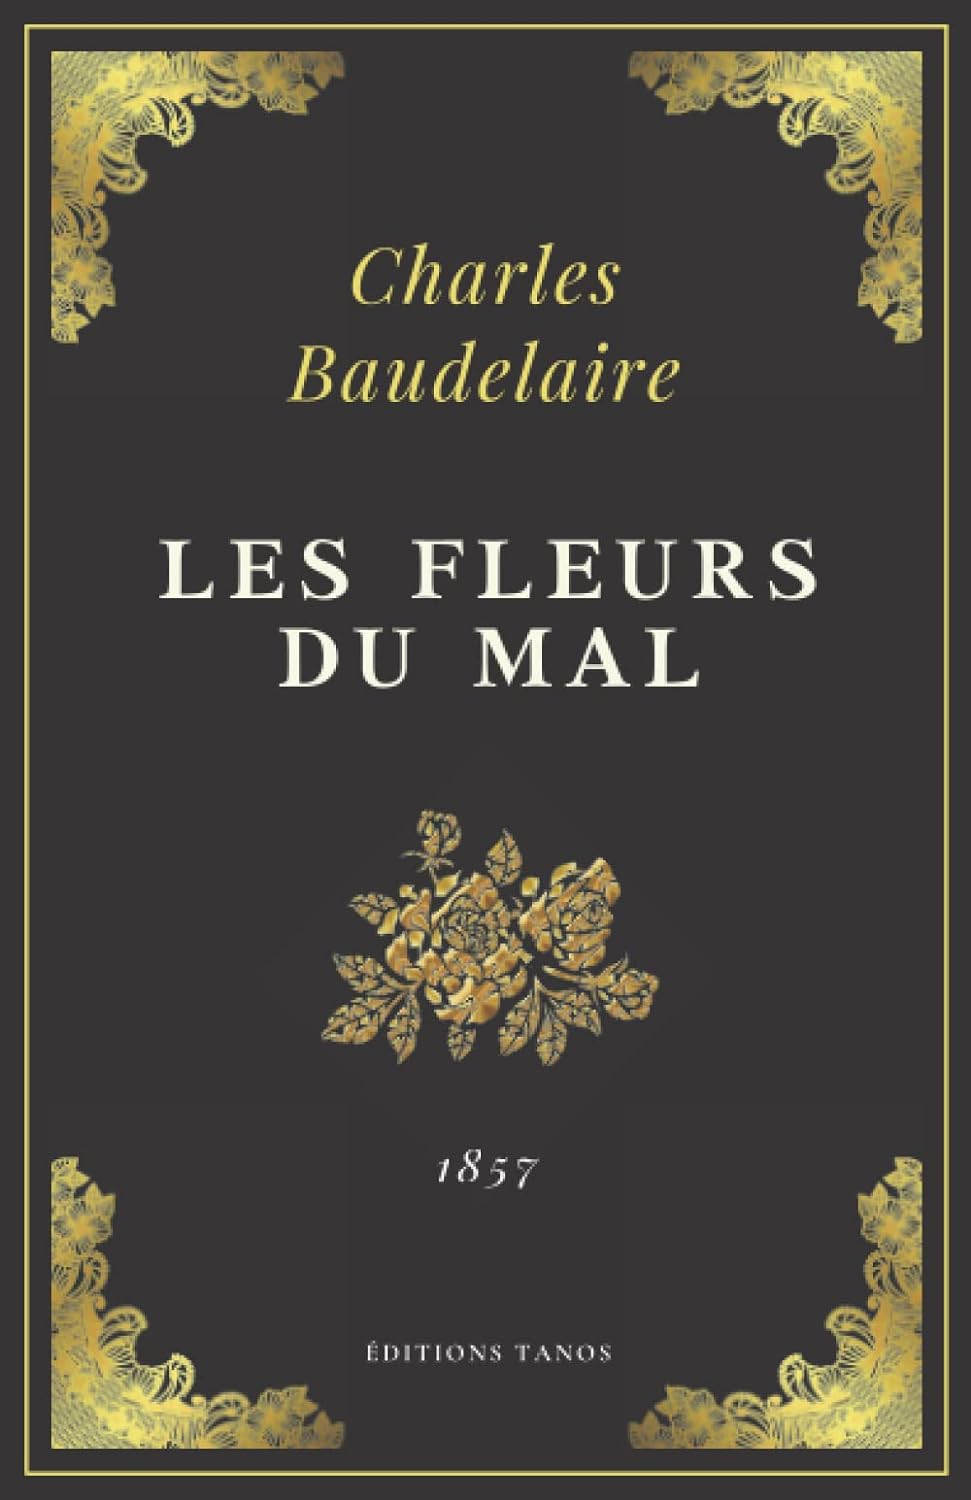 Charles
Baudelaire
LES FLEURS
DU MAL
1857
ÉDITIONS TANOS